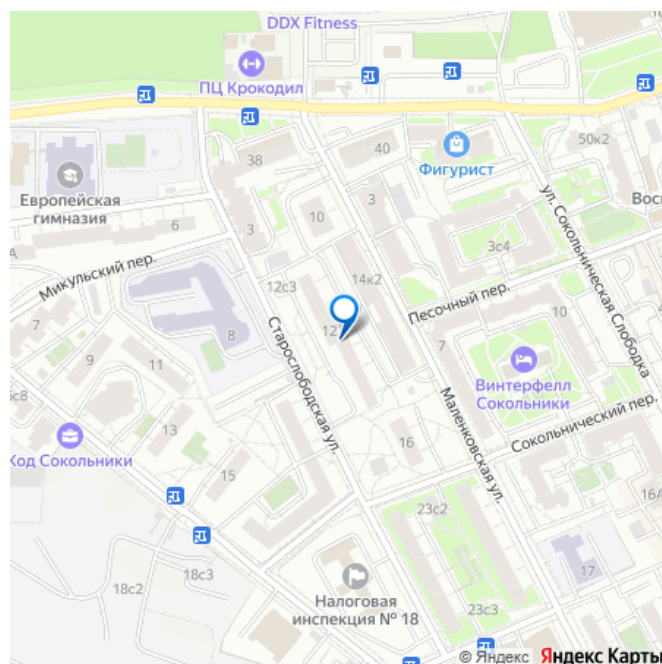 DDX Fitness
ПЦ Крокодил
38
40
Фигурист
50к2
Европейская
гимназия
6
3
10
3
3с4
Вос
ул. Сокольническая Слободка
Микульский пер.
12с3
14к2
Песочный пер.
7
8
12
7
10
9
11
Старослободская ул.
Маленковская ул.
Винтерфелл
Сокольники
Сокольнический пер.
13
Код Сокольники
15
16
16А
23с2
18с2
18с3
17
Налоговая
инспекция № 18
23с3
© Яндекс Яндекс Карты